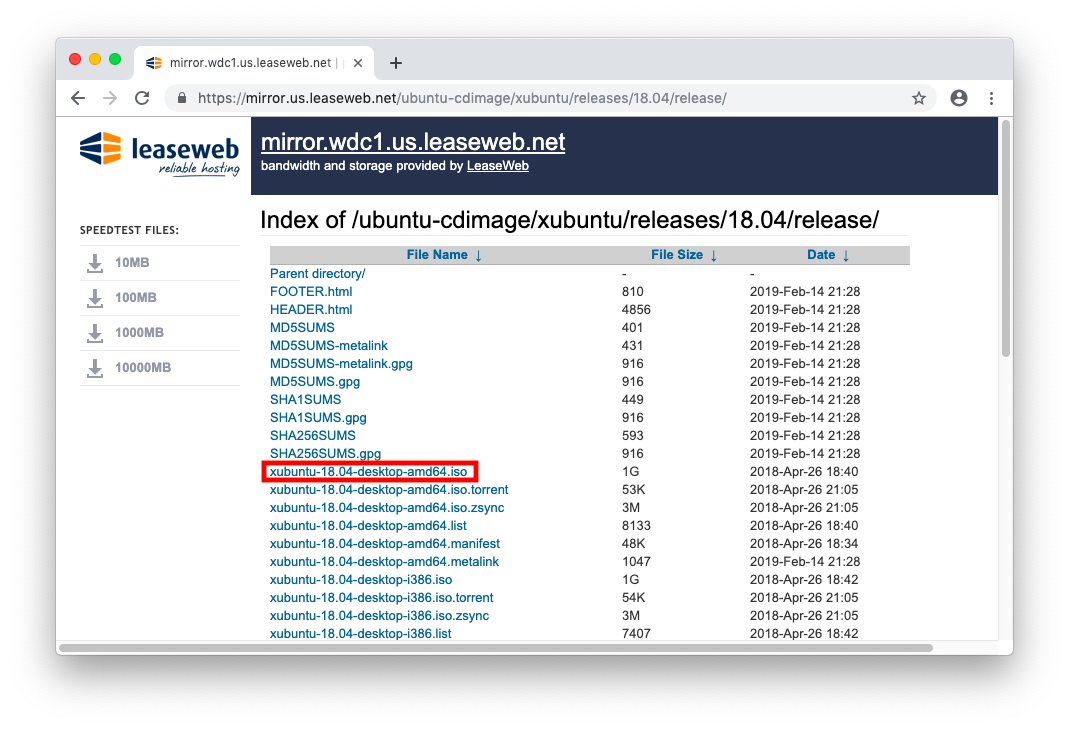 mirror.wdc1.us.leaseweb.net |
https://mirror.us.leaseweb.net/ubuntu-cdimage/xubuntu/releases/18.04/release/
leaseweb
reliable hosting
mirror.wdc1.us.leaseweb.net
bandwidth and storage provided by LeaseWeb
SPEEDTEST FILES:
10MB
100MB
1000MB
10000MB
Index of /ubuntu-cdimage/xubuntu/releases/18.04/release/
File Name ↓ File Size ↓ Date ↓
Parent directory/ - -
FOOTER.html 810 2019-Feb-14 21:28
HEADER.html 4856 2019-Feb-14 21:28
MD5SUMS 401 2019-Feb-14 21:28
MD5SUMS-metalink 431 2019-Feb-14 21:28
MD5SUMS-metalink.gpg 916 2019-Feb-14 21:28
MD5SUMS.gpg 916 2019-Feb-14 21:28
SHA1SUMS 449 2019-Feb-14 21:28
SHA1SUMS.gpg 916 2019-Feb-14 21:28
SHA256SUMS 593 2019-Feb-14 21:28
SHA256SUMS.gpg 916 2019-Feb-14 21:28
xubuntu-18.04-desktop-amd64.iso 1G 2018-Apr-26 18:40
xubuntu-18.04-desktop-amd64.iso.torrent 53K 2018-Apr-26 21:05
xubuntu-18.04-desktop-amd64.iso.zsync 3M 2018-Apr-26 21:05
xubuntu-18.04-desktop-amd64.list 8133 2018-Apr-26 18:40
xubuntu-18.04-desktop-amd64.manifest 48K 2018-Apr-26 18:34
xubuntu-18.04-desktop-amd64.metalink 1047 2019-Feb-14 21:28
xubuntu-18.04-desktop-i386.iso 1G 2018-Apr-26 18:42
xubuntu-18.04-desktop-i386.iso.torrent 54K 2018-Apr-26 21:05
xubuntu-18.04-desktop-i386.iso.zsync 3M 2018-Apr-26 21:05
xubuntu-18.04-desktop-i386.list 7407 2018-Apr-26 18:42